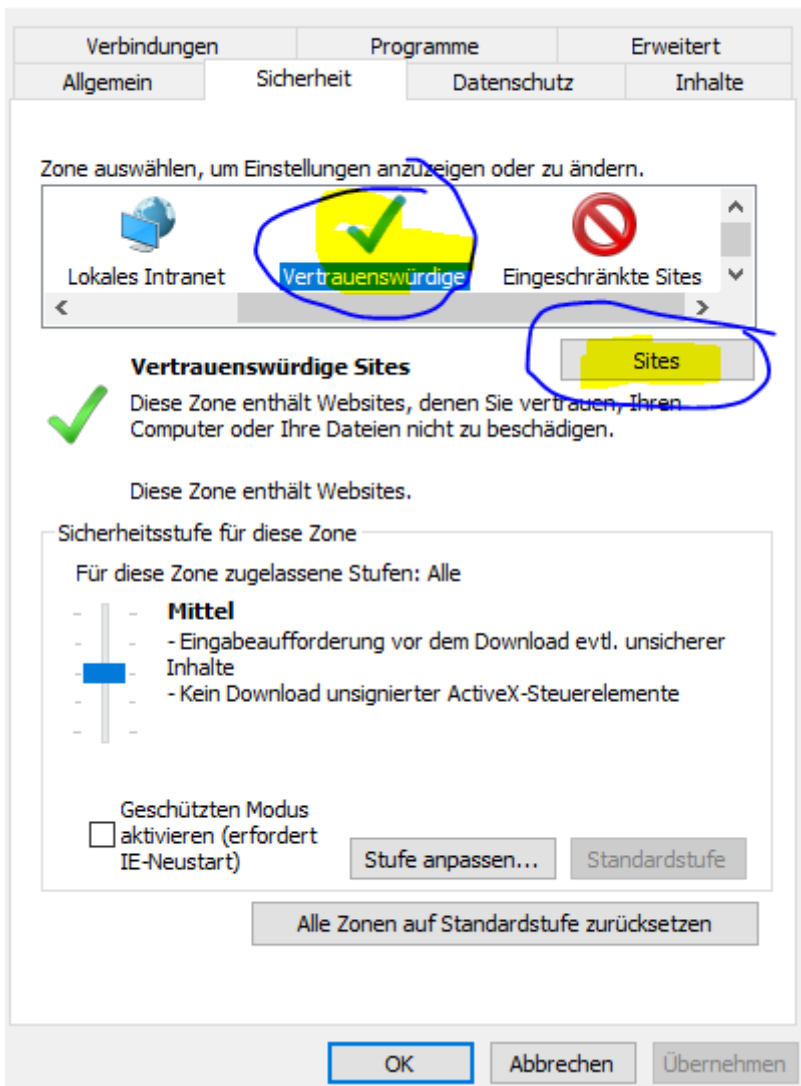 Verbindungen Programme Erweitert
Allgemein Sicherheit Datenschutz Inhalte
Zone auswählen, um Einstellungen anzuzeigen oder zu ändern.
Lokales Intranet Vertrauenswürdige Eingeschränkte Sites
Sites
Vertrauenswürdige Sites
Diese Zone enthält Websites, denen Sie vertrauen, Ihren
Computer oder Ihre Dateien nicht zu beschädigen.
Diese Zone enthält Websites.
Sicherheitsstufe für diese Zone
Für diese Zone zugelassene Stufen: Alle
Mittel
- Eingabeaufforderung vor dem Download evtl. unsicherer
Inhalte
- Kein Download unsignierter ActiveX-Steuerelemente
Geschützten Modus
aktivieren (erfordert
IE-Neustart)
Stufe anpassen... Standardstufe
Alle Zonen auf Standardstufe zurücksetzen
OK Abbrechen Übernehmen